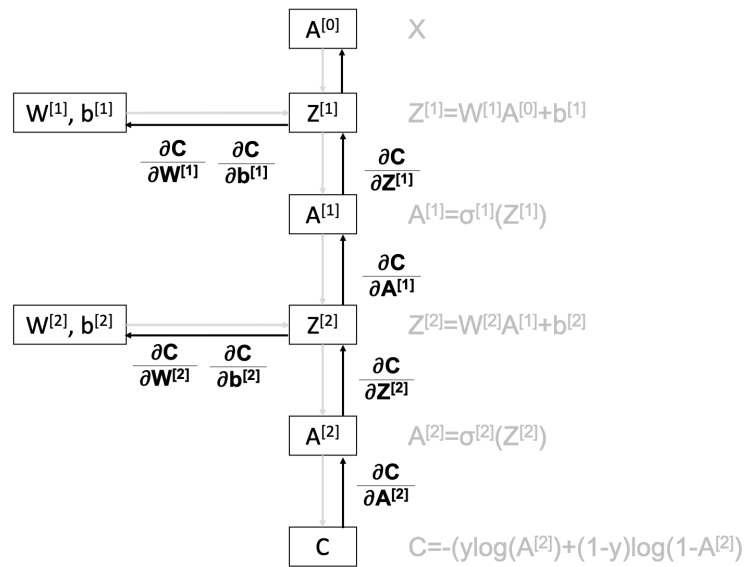 A[0] X
W[1], b[1] Z[1] Z[1]=W[1]A[0]+b[1]
∂C/∂W[1] ∂C/∂b[1] ∂C/∂Z[1]
A[1] A[1]=σ[1](Z[1])
∂C/∂A[1]
W[2], b[2] Z[2] Z[2]=W[2]A[1]+b[2]
∂C/∂W[2] ∂C/∂b[2] ∂C/∂Z[2]
A[2] A[2]=σ[2](Z[2])
∂C/∂A[2]
C C=-(ylog(A[2])+(1-y)log(1-A[2])